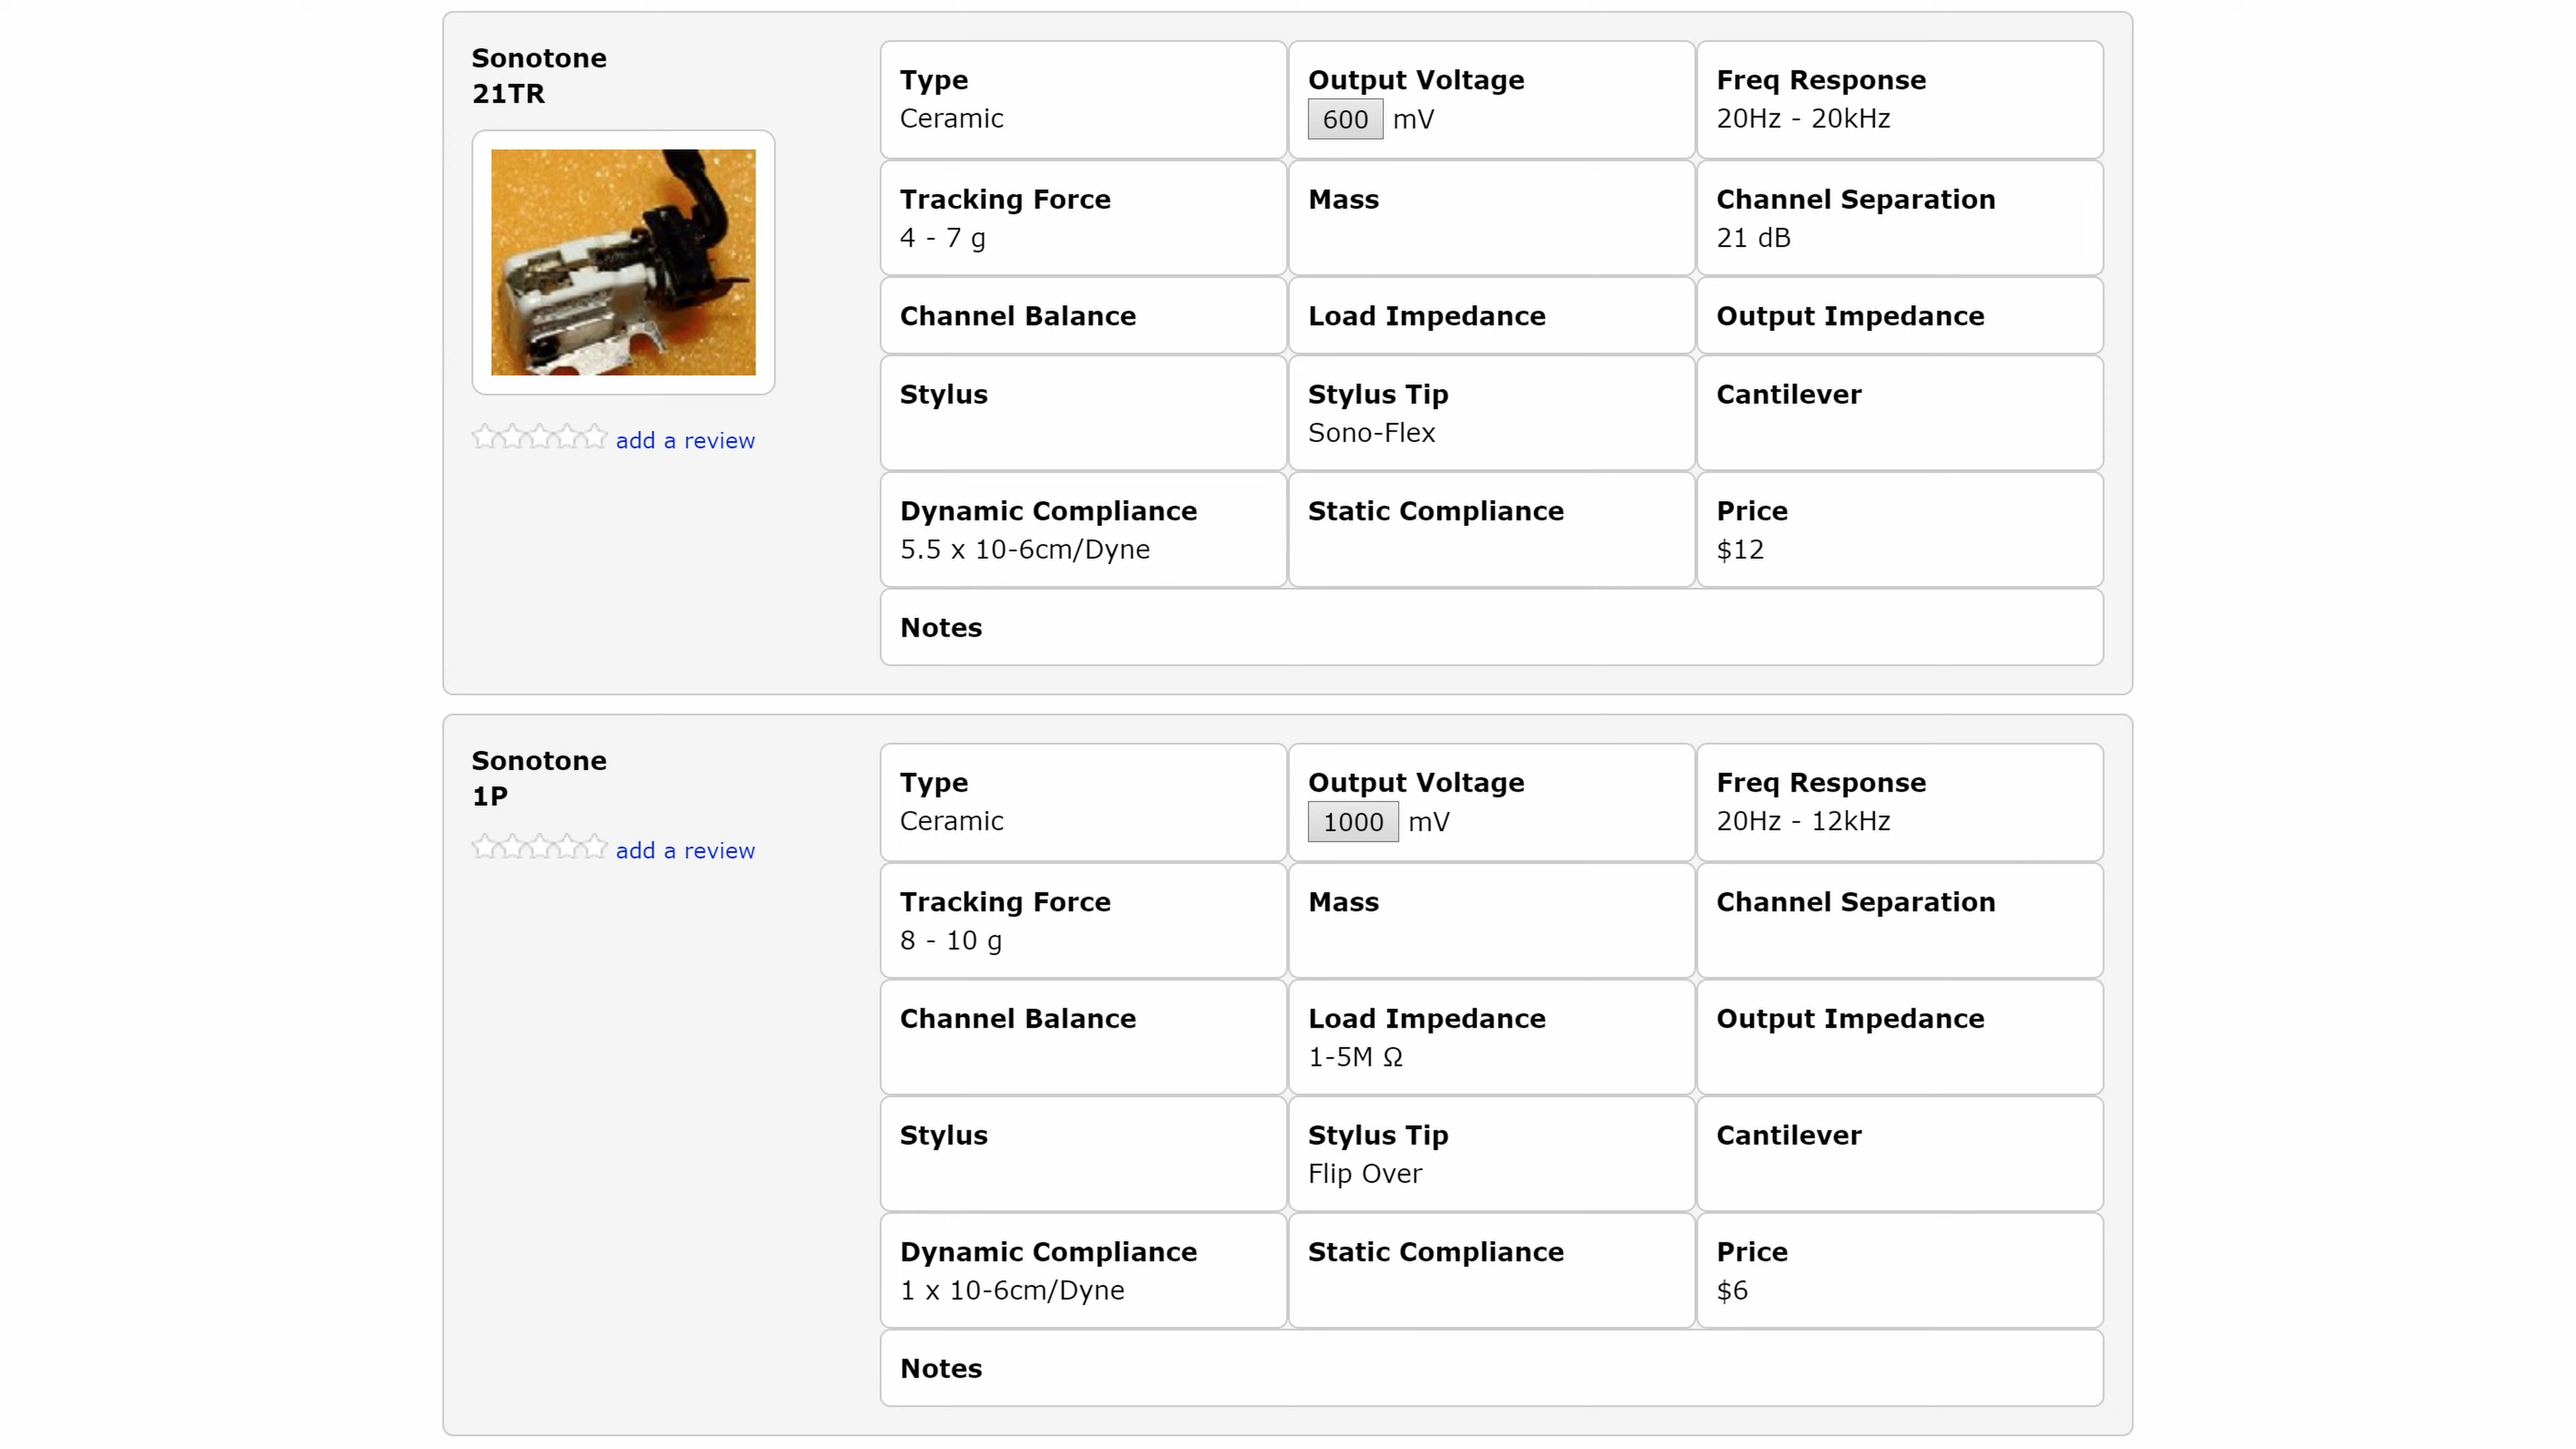 Sonotone
21TR
add a review
Type
Ceramic
Output Voltage
600 mV
Freq Response
20Hz - 20kHz
Tracking Force
4 - 7 g
Mass
Channel Separation
21 dB
Channel Balance
Load Impedance
Output Impedance
Stylus
Stylus Tip
Sono-Flex
Cantilever
Dynamic Compliance
5.5 x 10-6cm/Dyne
Static Compliance
Price
$12
Notes
Sonotone
1P
add a review
Type
Ceramic
Output Voltage
1000 mV
Freq Response
20Hz - 12kHz
Tracking Force
8 - 10 g
Mass
Channel Separation
Channel Balance
Load Impedance
1-5M Ω
Output Impedance
Stylus
Stylus Tip
Flip Over
Cantilever
Dynamic Compliance
1 x 10-6cm/Dyne
Static Compliance
Price
$6
Notes